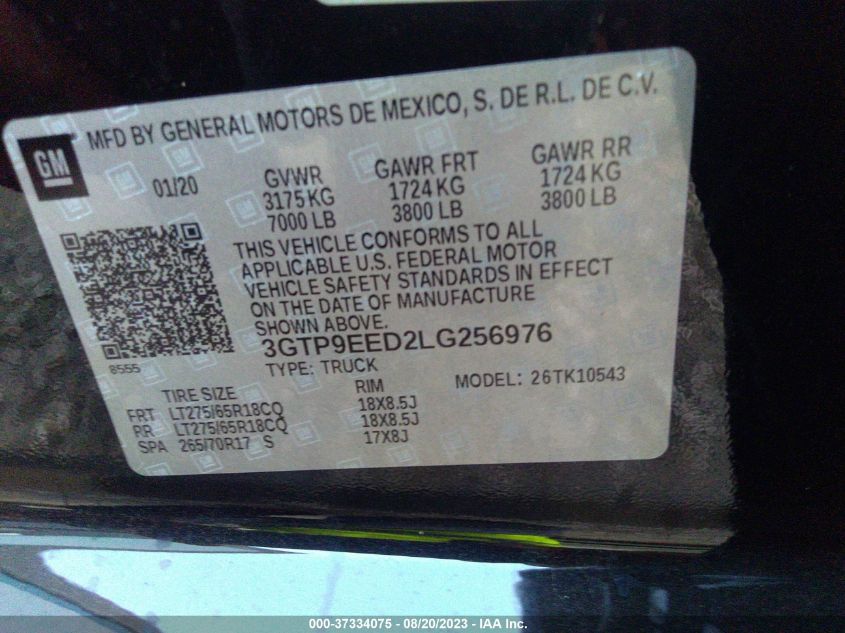 MFD BY GENERAL MOTORS DE MEXICO, S. DE R.L. DE C.V.
GM
01/20 GVWR GAWR FRT GAWR RR
3175 KG 1724 KG 1724 KG
7000 LB 3800 LB 3800 LB
THIS VEHICLE CONFORMS TO ALL
APPLICABLE U.S. FEDERAL MOTOR
VEHICLE SAFETY STANDARDS IN EFFECT
ON THE DATE OF MANUFACTURE
SHOWN ABOVE.
8555 3GTP9EED2LG256976
TYPE: TRUCK MODEL: 26TK10543
TIRE SIZE RIM
FRT LT275/65R18CQ 18X8.5J
RR LT275/65R18CQ 18X8.5J
SPA 265/70R17 S 17X8J
000-37334075 - 08/20/2023 - IAA Inc.